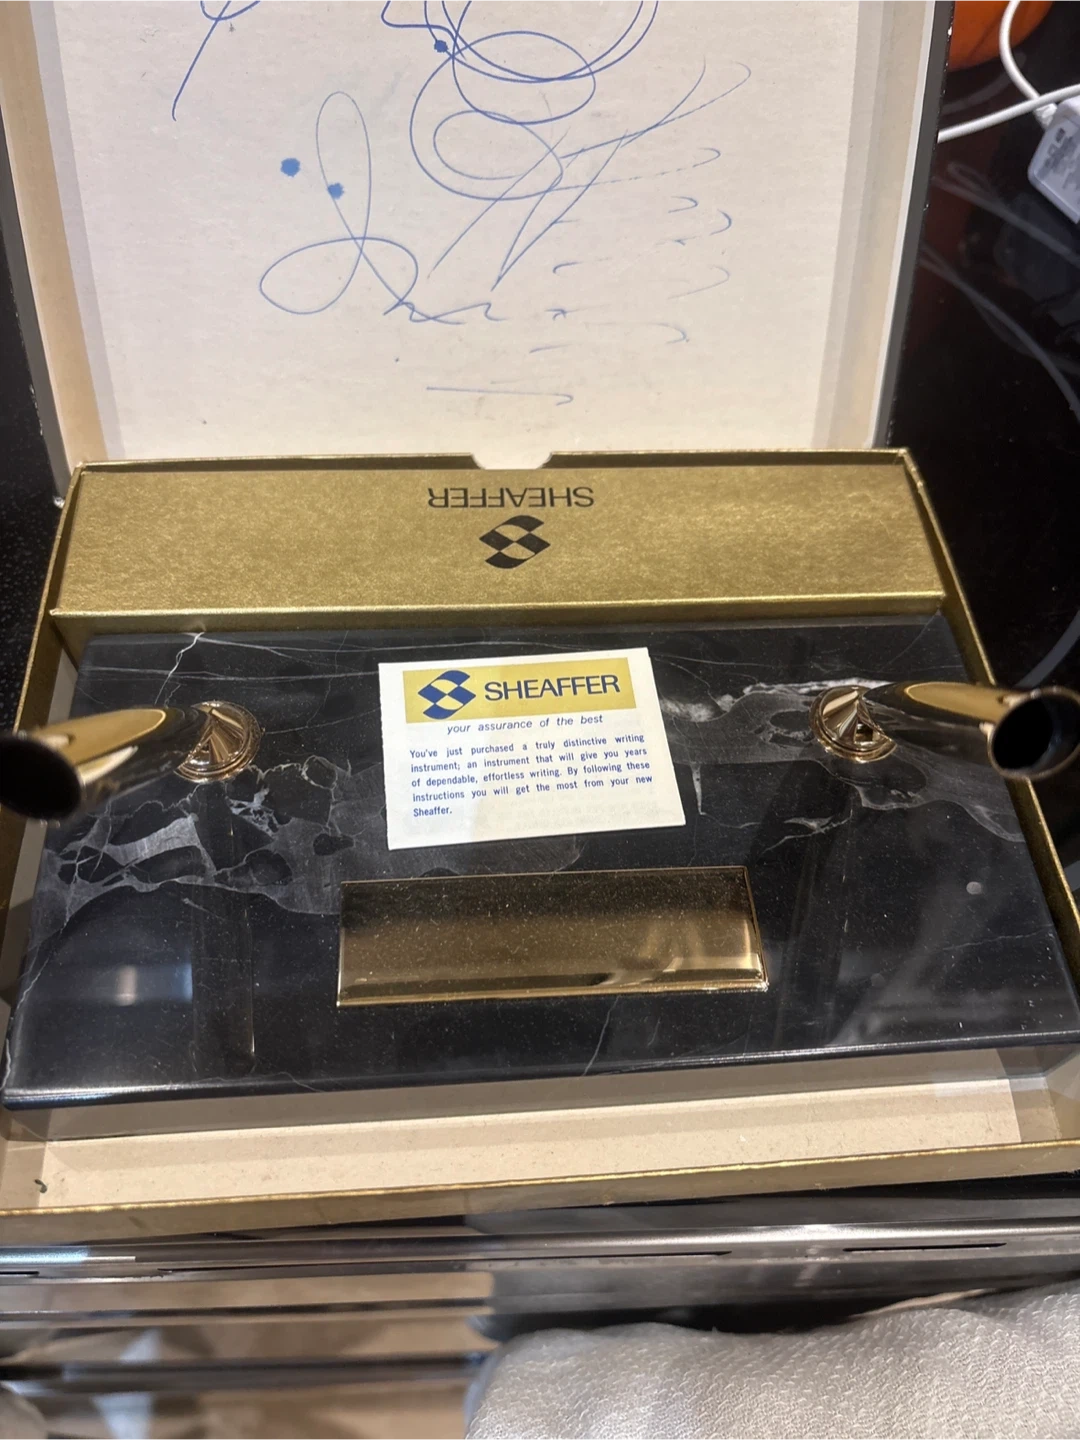 SHEAFFER
SHEAFFER
your assurance of the best
You've just purchased a truly distinctive writing
instrument; an instrument that will give you years
of dependable, effortless writing. By following these
instructions you will get the most from your new
Sheaffer.